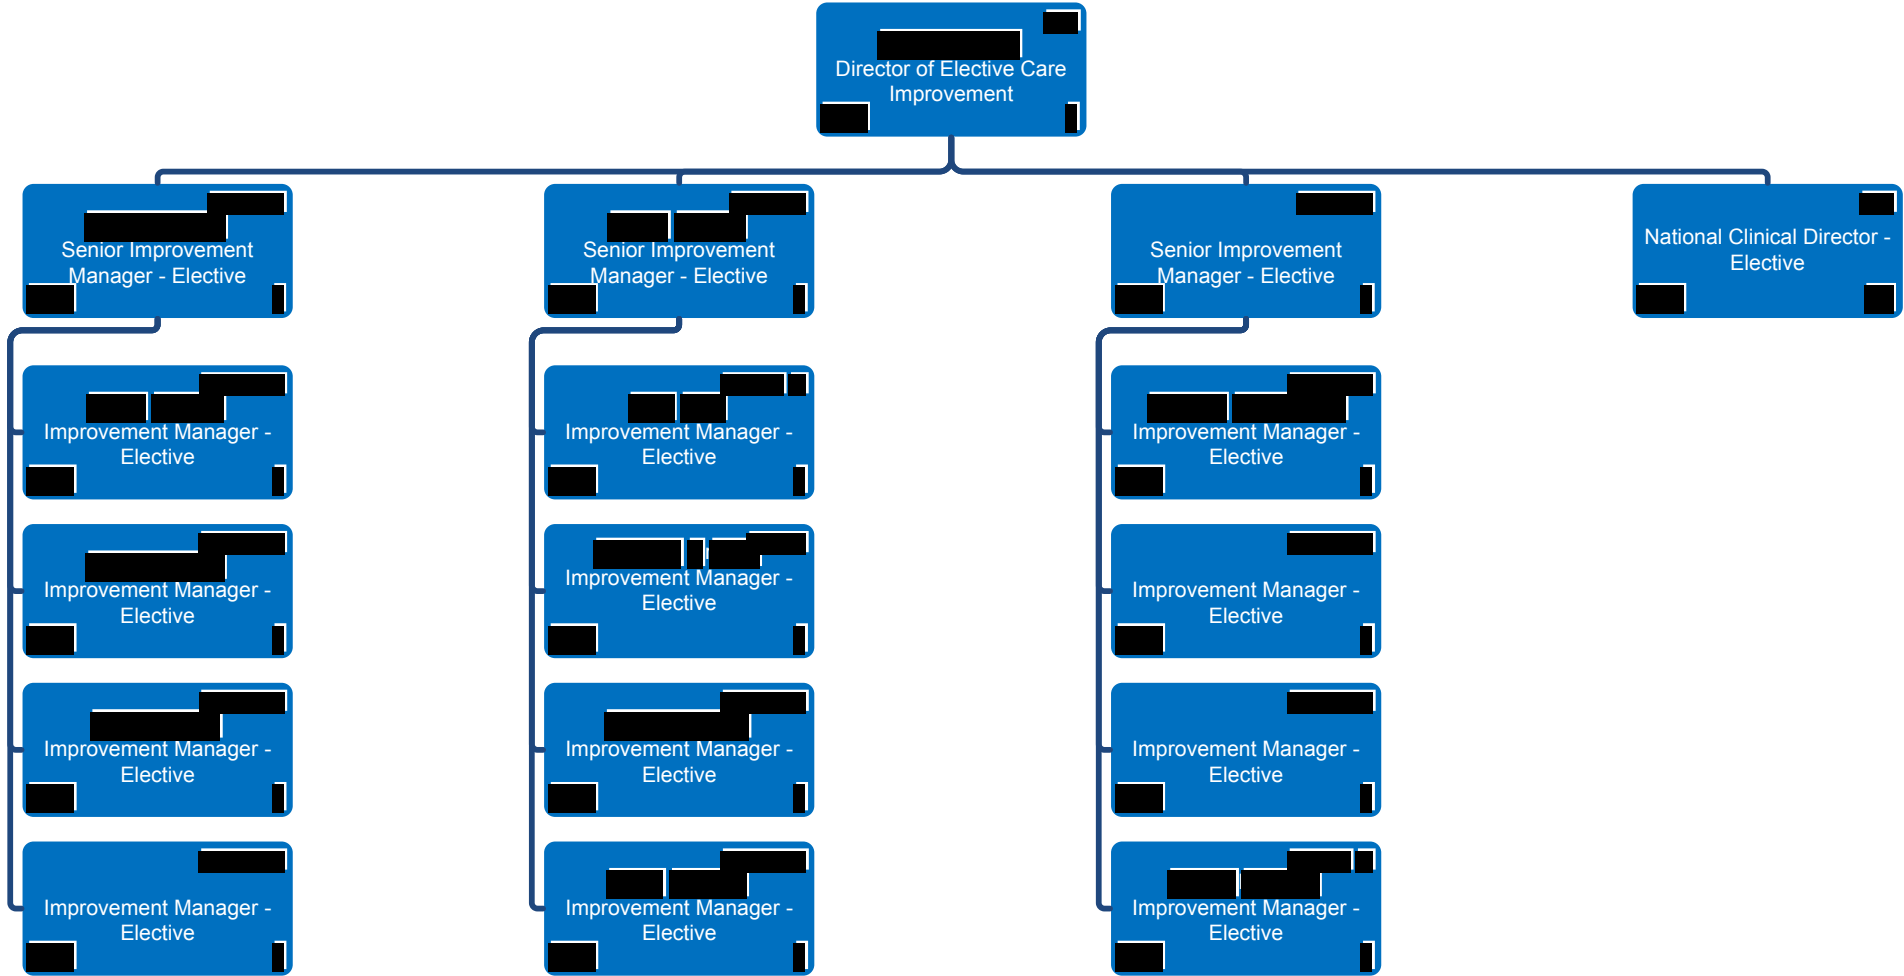 Director of Elective Care
Improvement
Senior Improvement
Manager - Elective
Senior Improvement
Manager - Elective
Senior Improvement
Manager - Elective
National Clinical Director -
Elective
Improvement Manager -
Elective
Improvement Manager -
Elective
Improvement Manager -
Elective
Improvement Manager -
Elective
Improvement Manager -
Elective
Improvement Manager -
Elective
Improvement Manager -
Elective
Improvement Manager -
Elective
Improvement Manager -
Elective
Improvement Manager -
Elective
Improvement Manager -
Elective
Improvement Manager -
Elective